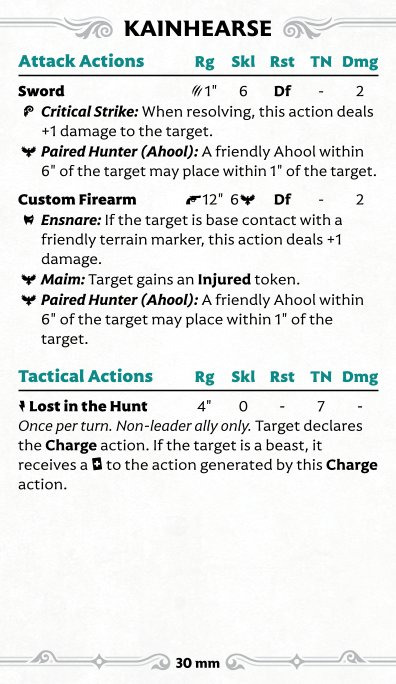 KAINHEARSE
Attack Actions Rg Skl Rst TN Dmg
Sword 1" 6 Df - 2
Critical Strike: When resolving, this action deals
+1 damage to the target.
Paired Hunter (Ahool): A friendly Ahool within
6" of the target may place within 1" of the target.
Custom Firearm 12" 6 Df - 2
Ensnare: If the target is base contact with a
friendly terrain marker, this action deals +1
damage.
Maim: Target gains an Injured token.
Paired Hunter (Ahool): A friendly Ahool within
6" of the target may place within 1" of the
target.
Tactical Actions Rg Skl Rst TN Dmg
Lost in the Hunt 4" 0 - 7 -
Once per turn. Non-leader ally only. Target declares
the Charge action. If the target is a beast, it
receives a to the action generated by this Charge
action.
30 mm